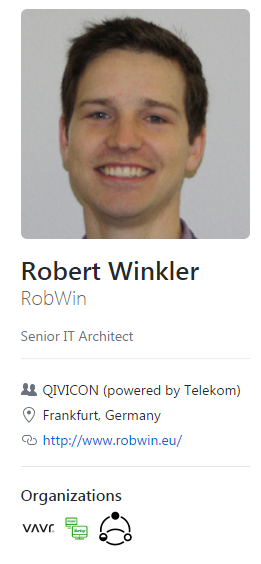 Robert Winkler
RobWin
Senior IT Architect
QIVICON (powered by Telekom)
Frankfurt, Germany
http://www.robwin.eu/
Organizations
VAVR